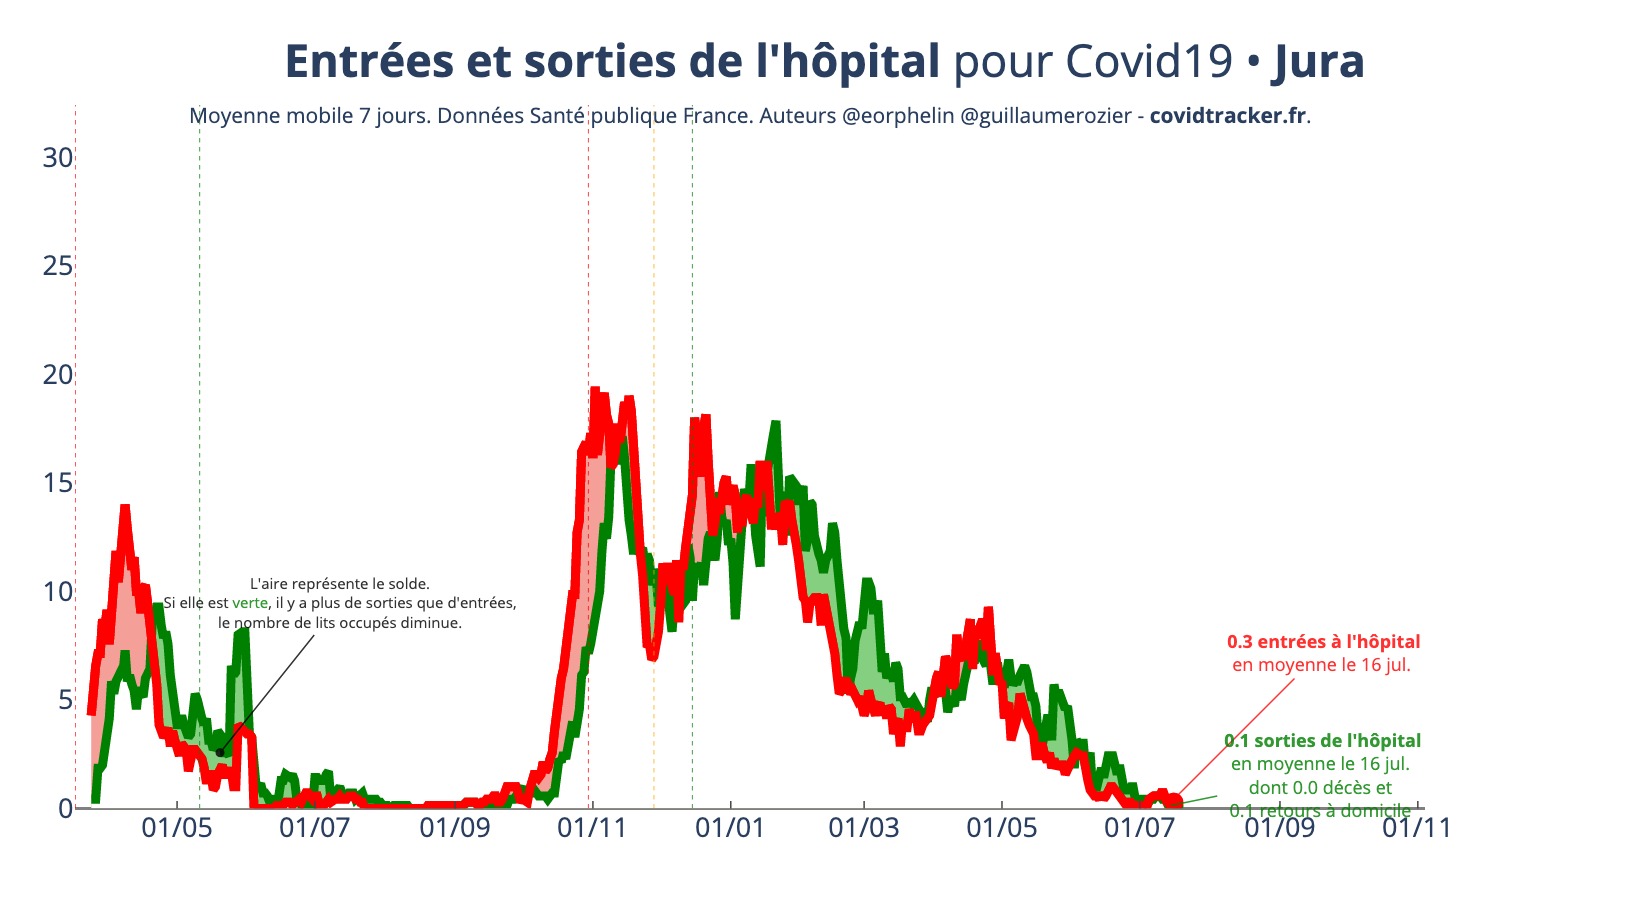 Entrées et sorties de l'hôpital pour Covid19 • Jura
Moyenne mobile 7 jours. Données Santé publique France. Auteurs @eorphelin @guillaumerozier - covidtracker.fr.
30
25
20
15
10
5
0
L'aire représente le solde.
Si elle est verte, il y a plus de sorties que d'entrées,
le nombre de lits occupés diminue.
0.3 entrées à l'hôpital
en moyenne le 16 jul.
0.1 sorties de l'hôpital
en moyenne le 16 jul.
dont 0.0 décès et
0.1 retours à domicile
01/05 01/07 01/09 01/11 01/01 01/03 01/05 01/07 01/09 01/11